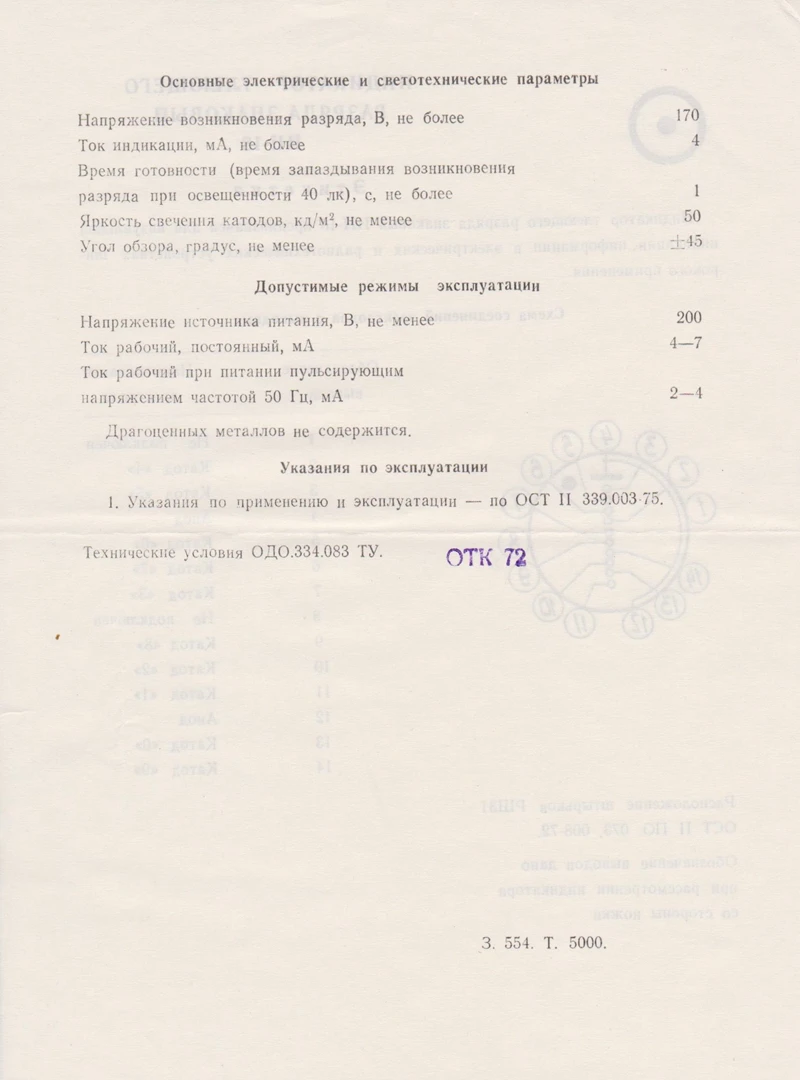 Основные электрические и светотехнические параметры
Напряжение возникновения разряда, В, не более 170
Ток индикации, мА, не более 4
Время готовности (время запаздывания возникновения
разряда при освещенности 40 лк), с, не более 1
Яркость свечения катодов, кд/м², не менее 50
Угол обзора, градус, не менее ±45
Допустимые режимы эксплуатации
Напряжение источника питания, В, не менее 200
Ток рабочий, постоянный, мА 4—7
Ток рабочий при питании пульсирующим
напряжением частотой 50 Гц, мА 2—4
Драгоценных металлов не содержится.
Указания по эксплуатации
1. Указания по применению и эксплуатации — по ОСТ II 339.003-75.
Технические условия ОДО.334.083 ТУ.
ОТК 72
З. 554. Т. 5000.